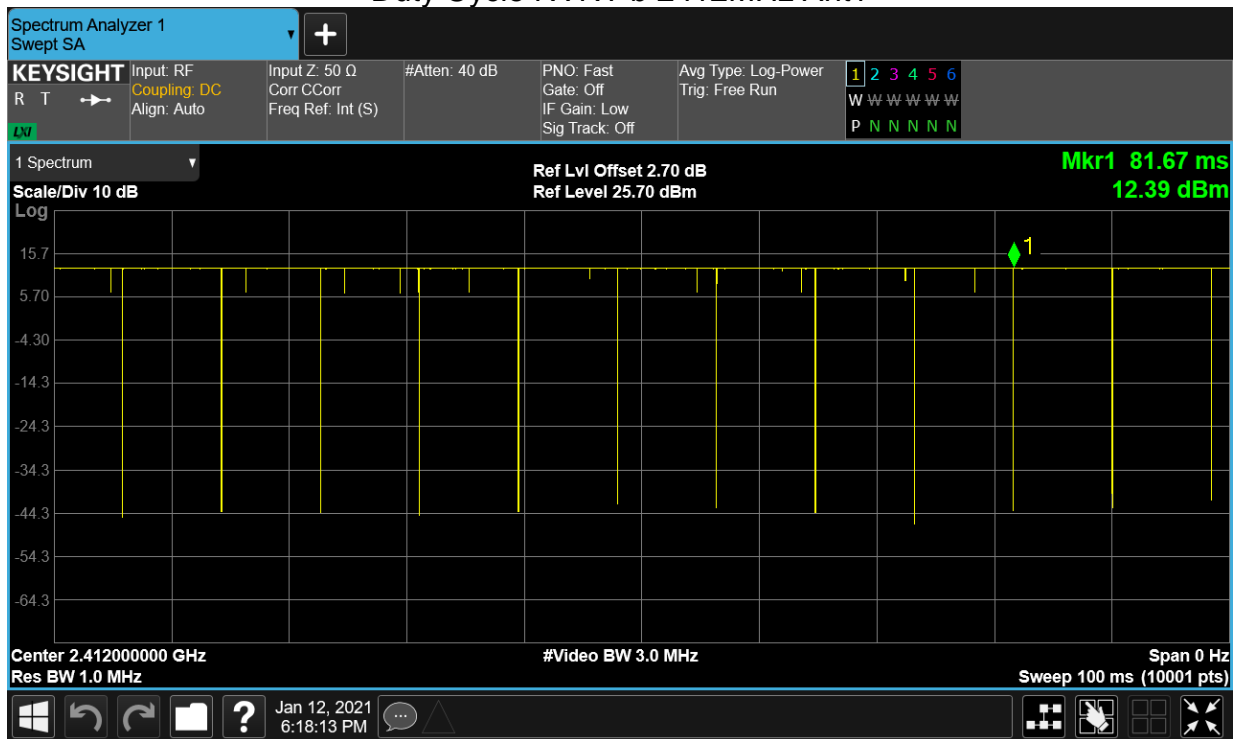 Spectrum Analyzer 1
Swept SA
KEYSIGHT
R T
LXI
Input: RF
Coupling: DC
Align: Auto
Input Z: 50 Ω
Corr CCorr
Freq Ref: Int (S)
#Atten: 40 dB
PNO: Fast
Gate: Off
IF Gain: Low
Sig Track: Off
Avg Type: Log-Power
Trig: Free Run
1 2 3 4 5 6
W W W W W W
P N N N N N
1 Spectrum
Scale/Div 10 dB
Log
Ref Lvl Offset 2.70 dB
Ref Level 25.70 dBm
Mkr1 81.67 ms
12.39 dBm
1
15.7
5.70
-4.30
-14.3
-24.3
-34.3
-44.3
-54.3
-64.3
Center 2.412000000 GHz
Res BW 1.0 MHz
#Video BW 3.0 MHz
Span 0 Hz
Sweep 100 ms (10001 pts)
?
Jan 12, 2021
6:18:13 PM